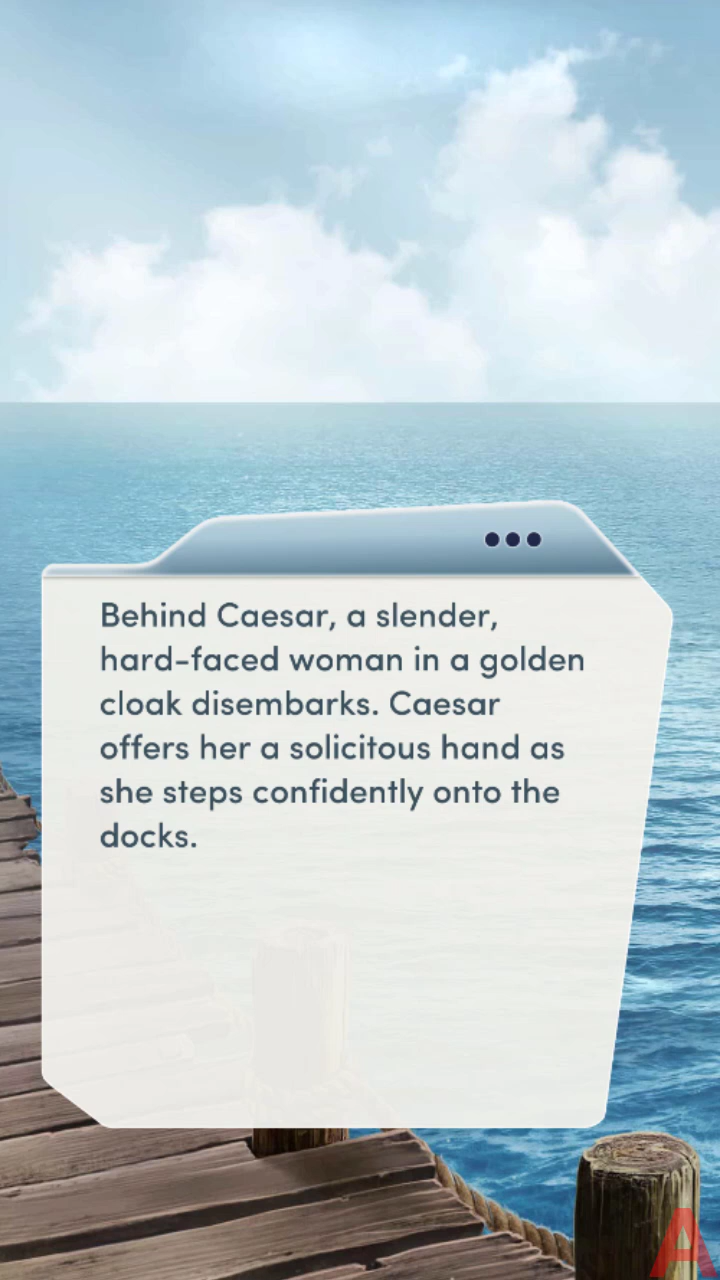 Behind Caesar, a slender,
hard-faced woman in a golden
cloak disembarks. Caesar
offers her a solicitous hand as
she steps confidently onto the
docks.
A